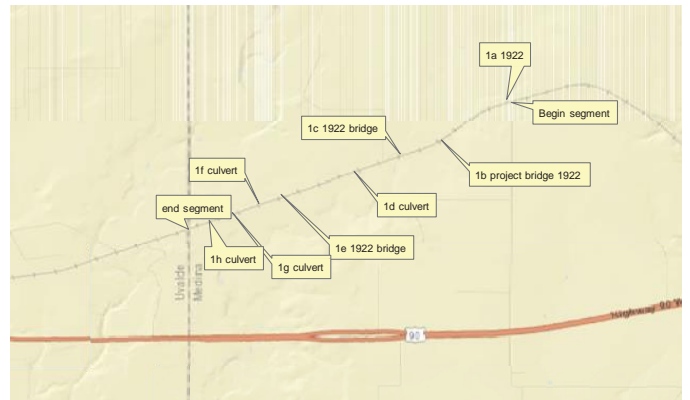 1a 1922
Begin segment
1c 1922 bridge
1b project bridge 1922
1f culvert
1d culvert
end segment
1e 1922 bridge
1h culvert
1g culvert
Uvalde
Medina
Highway 90 W
90